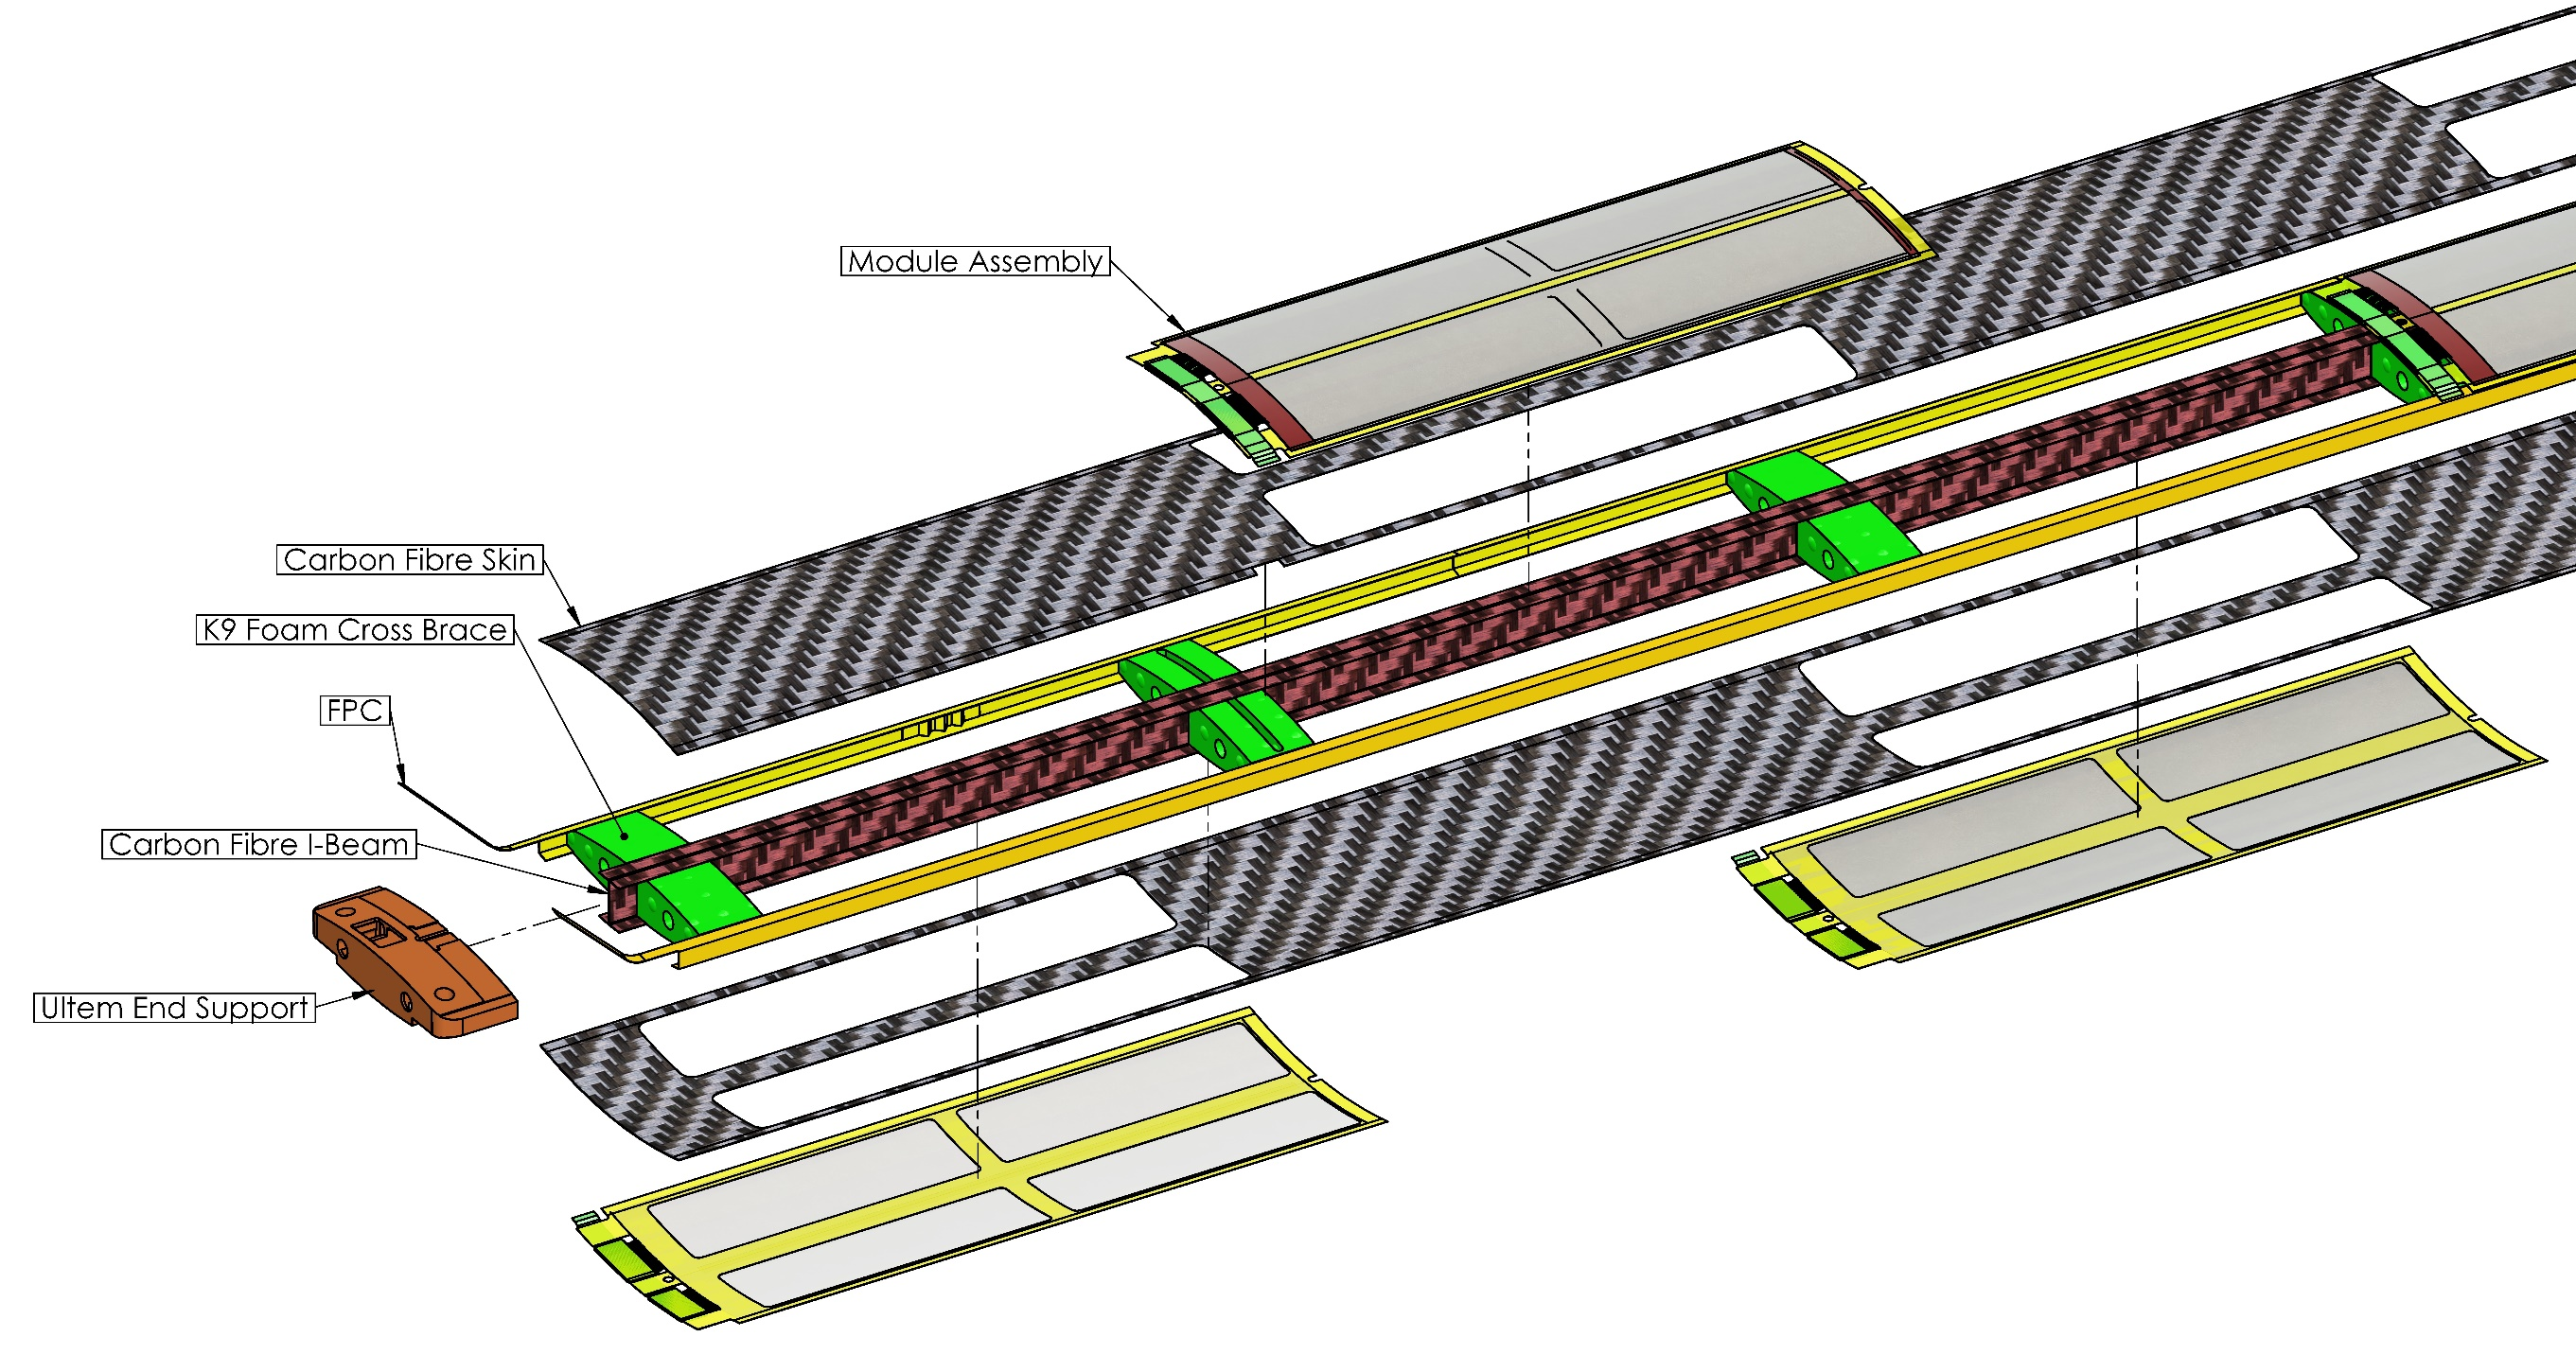 Module Assembly
Carbon Fibre Skin
K9 Foam Cross Brace
FPC
Carbon Fibre I-Beam
Ultem End Support